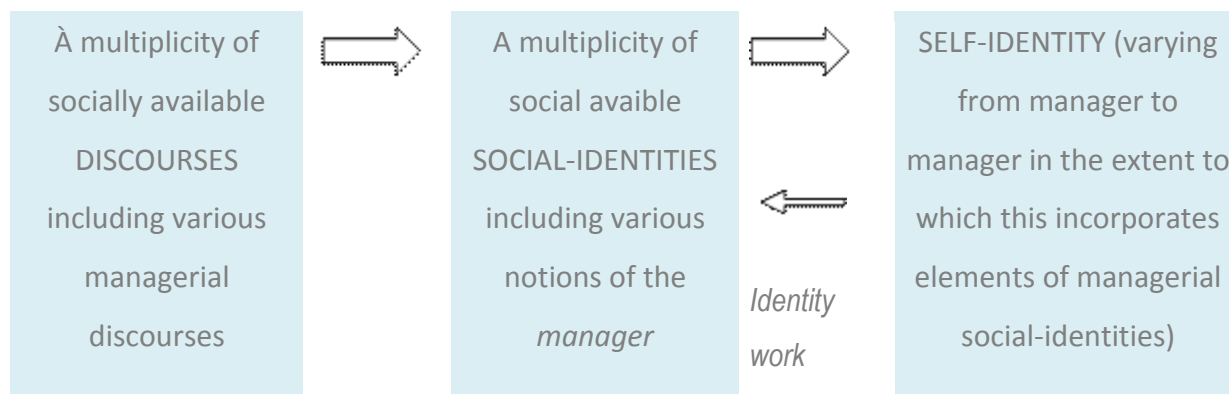 À multiplicity of
socially available
DISCOURSES
including various
managerial
discourses
A multiplicity of
social avaible
SOCIAL-IDENTITIES
including various
notions of the
manager
Identity
work
SELF-IDENTITY (varying
from manager to
manager in the extent to
which this incorporates
elements of managerial
social-identities)